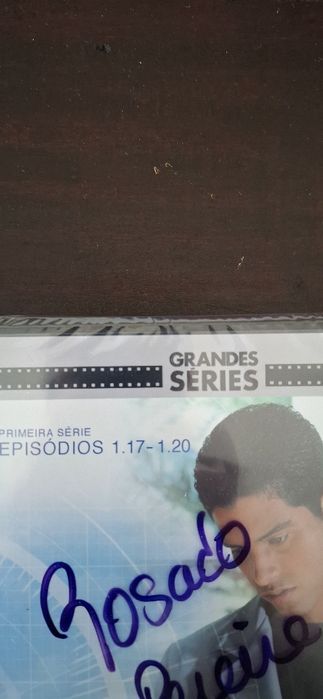 GRANDES
SÉRIES
PRIMEIRA SÉRIE
EPISÓDIOS 1.17-1.20
Rosado